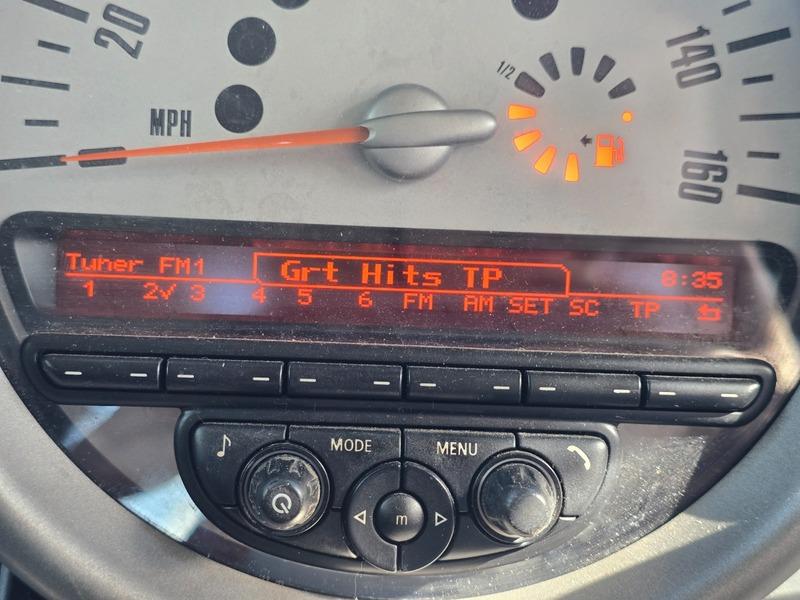 20
1/2
140
MPH
160
Tuner FM1 Grt Hits TP 8:35
1 2✓ 3 4 5 6 FM AM SET SC TP
MODE MENU
m